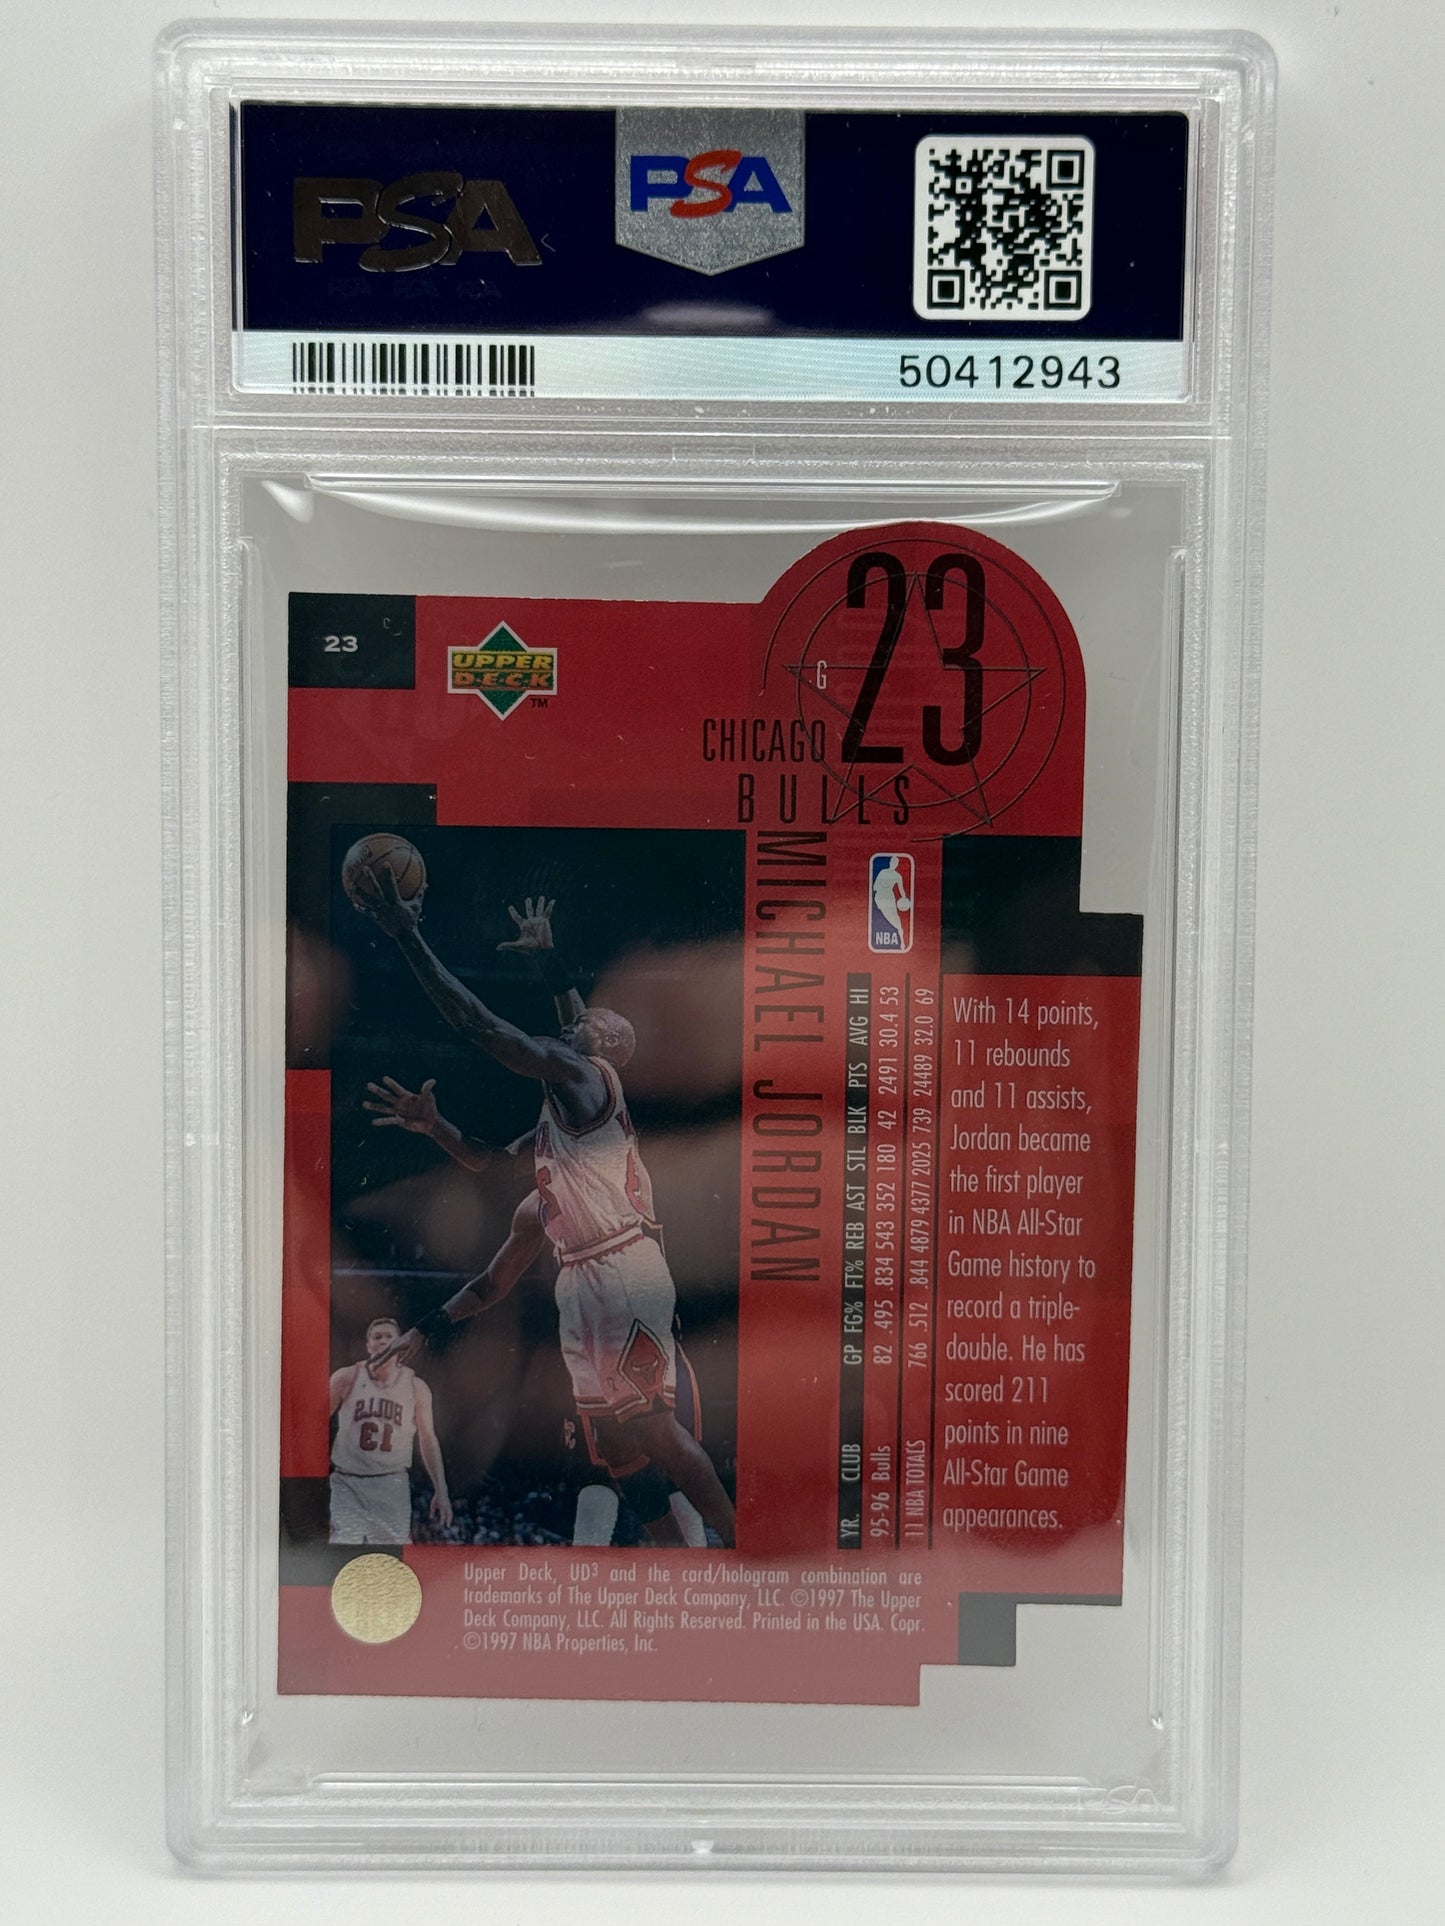 PSA
PSA
50412943
23
UPPER
DECK
TM
23
G
CHICAGO
BULLS
MICHAEL JORDAN
NBA
YR. CLUB GP FG% FT% REB AST STL BLK PTS AVG HI
95-96 Bulls 82 .495 .834 543 352 180 42 2491 30.4 53
11 NBA TOTALS 766 .512 .844 4879 4377 2025 739 24489 32.0 69
With 14 points,
11 rebounds
and 11 assists,
Jordan became
the first player
in NBA All-Star
Game history to
record a triple-
double. He has
scored 211
points in nine
All-Star Game
appearances.
BULLS
13
Upper Deck, UD³ and the card/hologram combination are
trademarks of The Upper Deck Company, LLC. ©1997 The Upper
Deck Company, LLC. All Rights Reserved. Printed in the USA. Copr.
©1997 NBA Properties, Inc.
PSA